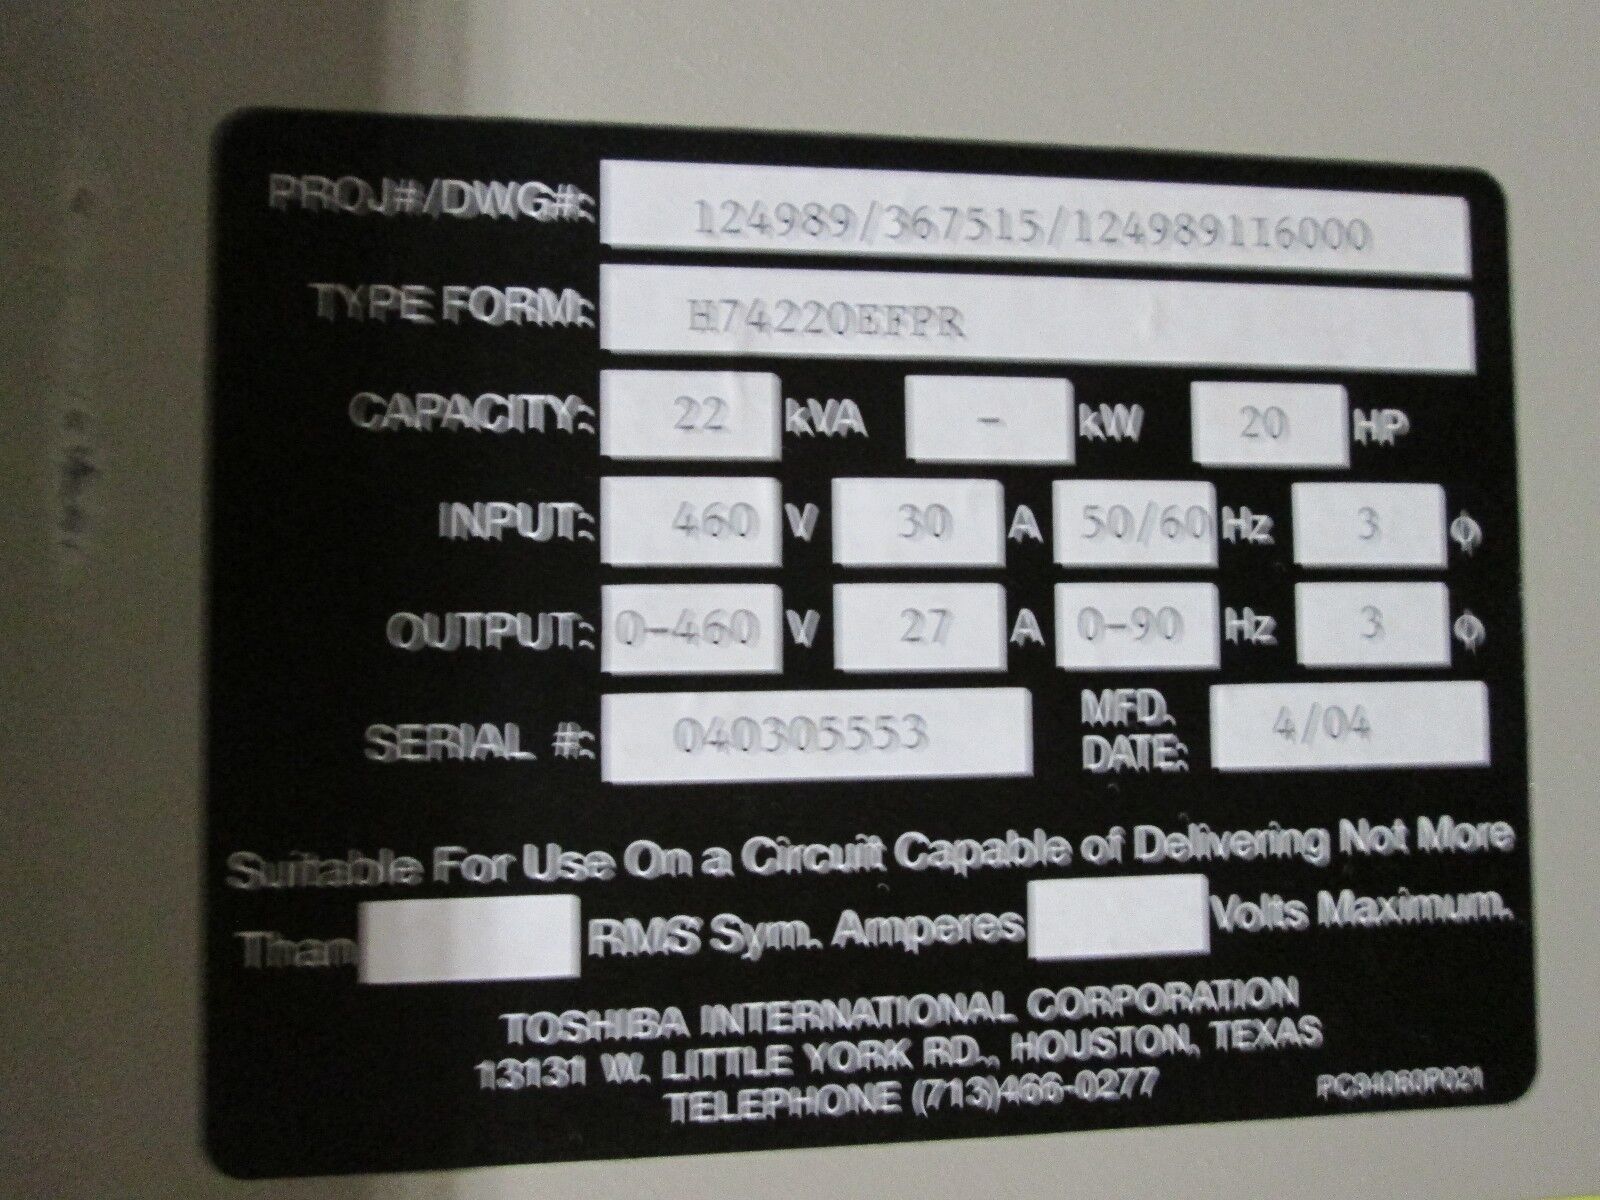 PROJ#/DWG#: 124989/367515/1249891I6000
TYPE FORM: H74220EFPR
CAPACITY: 22 kVA - kW 20 HP
INPUT: 460 V 30 A 50/60 Hz 3 φ
OUTPUT: 0-460 V 27 A 0-90 Hz 3 φ
SERIAL #: 040305553 MFD. DATE: 4/04
Suitable For Use On a Circuit Capable of Delivering Not More
Than RMS Sym. Amperes Volts Maximum.
TOSHIBA INTERNATIONAL CORPORATION
13131 W. LITTLE YORK RD., HOUSTON, TEXAS
TELEPHONE (713)466-0277